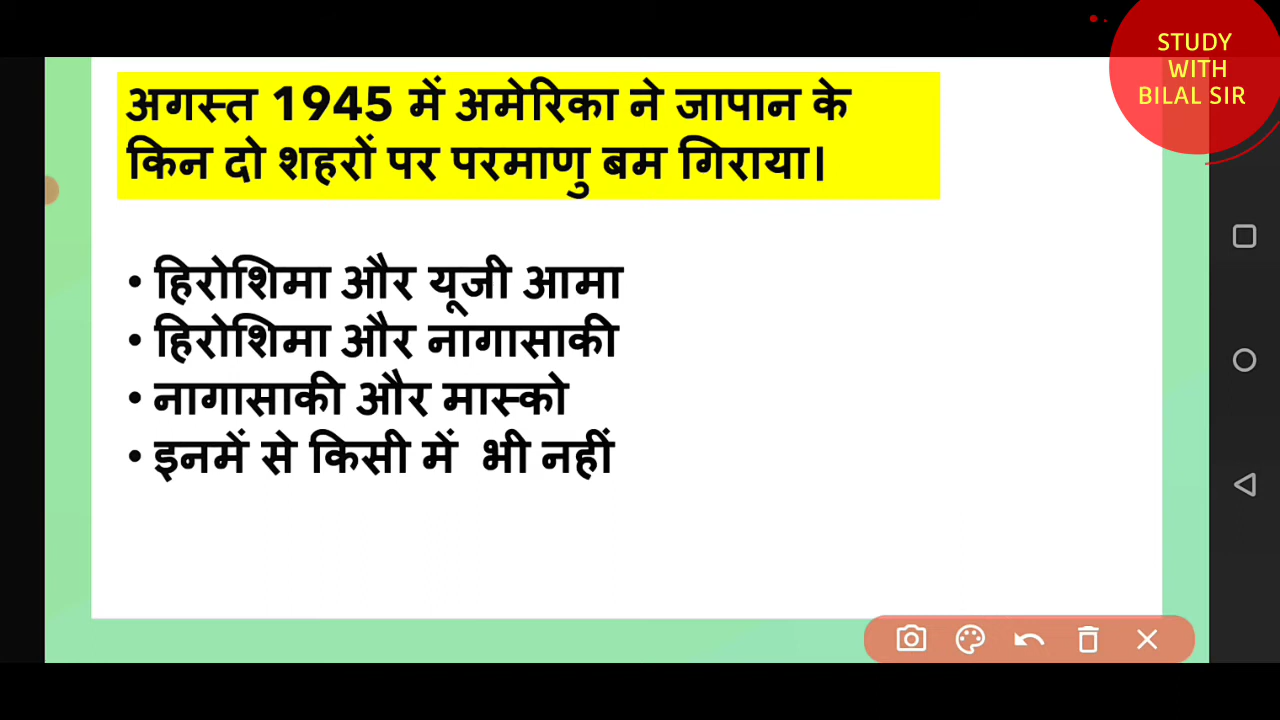 STUDY
WITH
BILAL SIR
अगस्त 1945 में अमेरिका ने जापान के
किन दो शहरों पर परमाणु बम गिराया।
• हिरोशिमा और यूजी आमा
• हिरोशिमा और नागासाकी
• नागासाकी और मास्को
• इनमें से किसी में भी नहीं